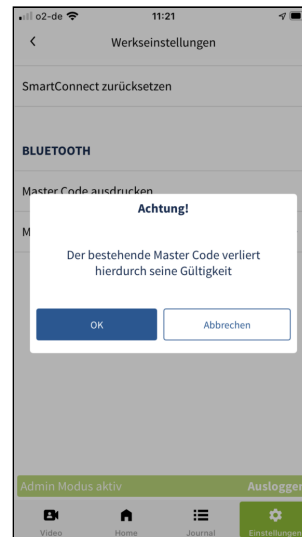 o2-de
11:21
Werkseinstellungen
SmartConnect zurücksetzen
BLUETOOTH
Master Code ausdrucken
M
Achtung!
Der bestehende Master Code verliert
hierdurch seine Gültigkeit
OK
Abbrechen
Admin Modus aktiv
Ausloggen
Video
Home
Journal
Einstellungen